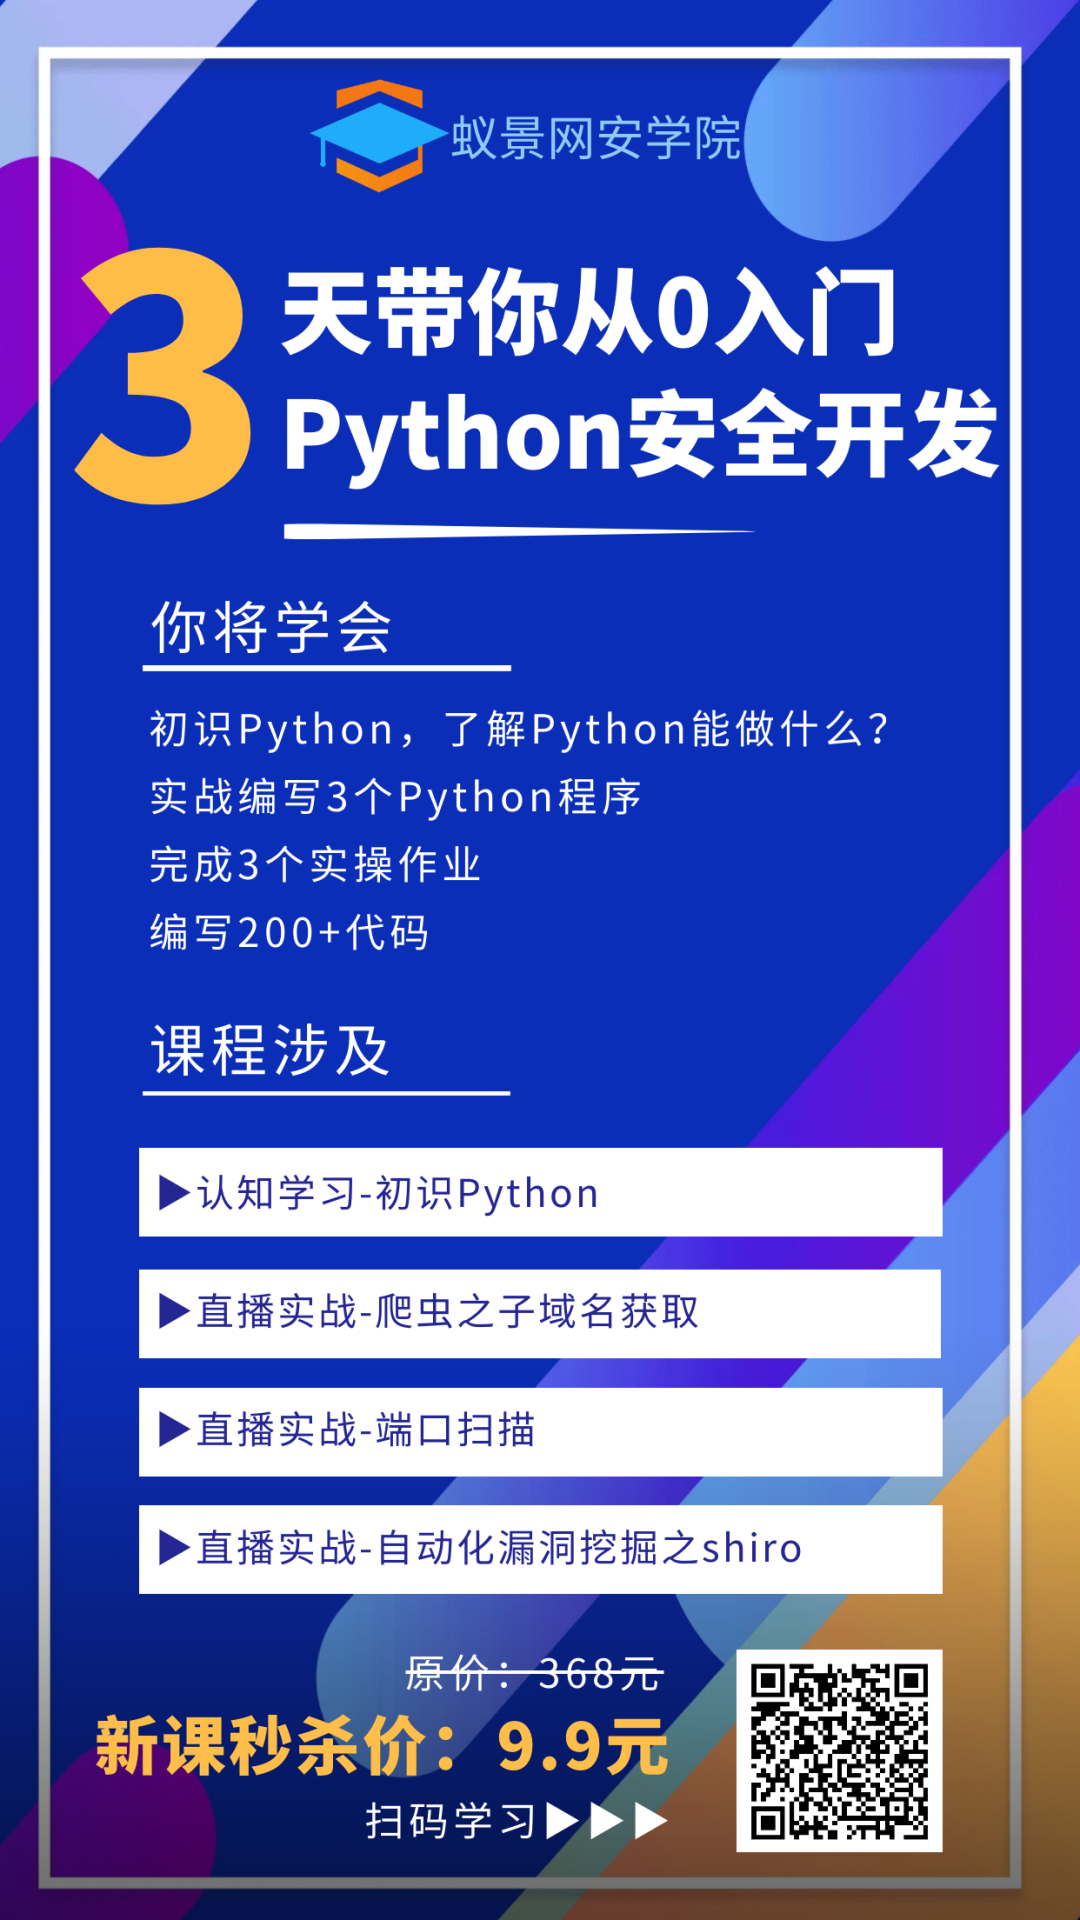 蚁景网安学院
3天带你从0入门
Python安全开发
你将学会
初识Python，了解Python能做什么？
实战编写3个Python程序
完成3个实操作业
编写200+代码
课程涉及
▶认知学习-初识Python
▶直播实战-爬虫之子域名获取
▶直播实战-端口扫描
▶直播实战-自动化漏洞挖掘之shiro
原价：368元
新课秒杀价：9.9元
扫码学习▶▶▶